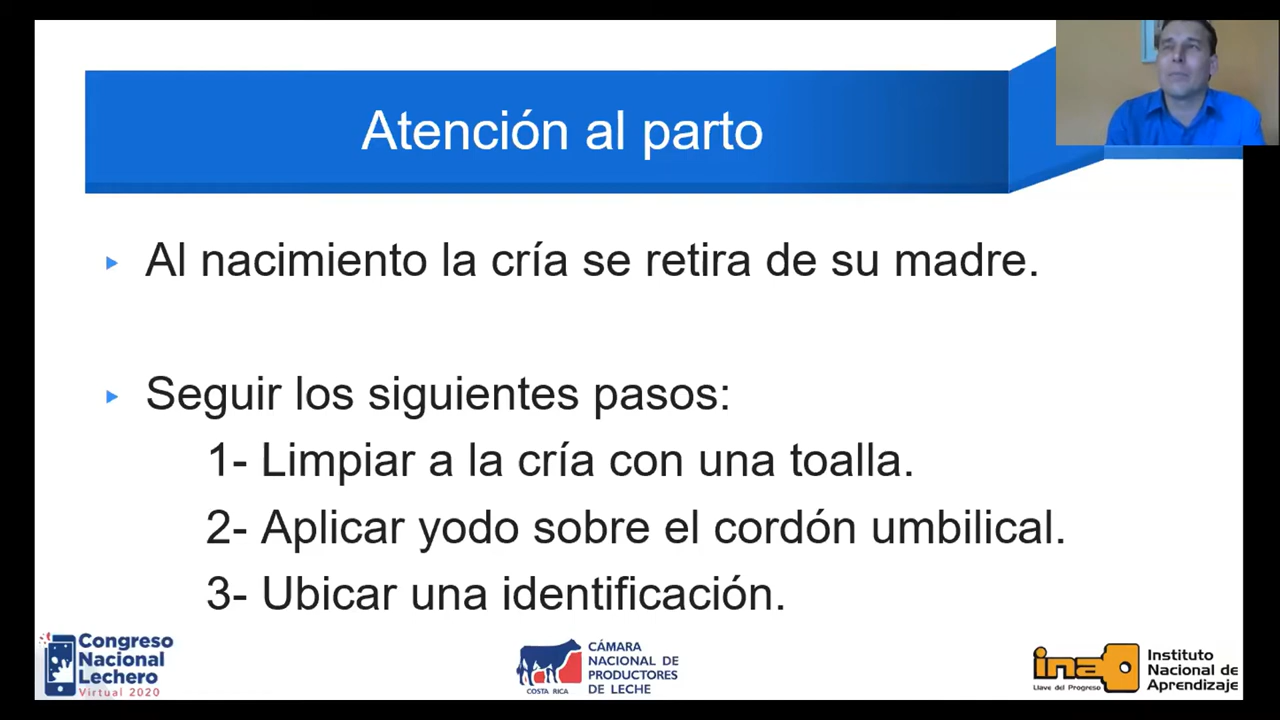 Atención al parto
Al nacimiento la cría se retira de su madre.
Seguir los siguientes pasos:
1- Limpiar a la cría con una toalla.
2- Aplicar yodo sobre el cordón umbilical.
3- Ubicar una identificación.
Congreso
Nacional
Lechero
Virtual 2020
COSTA RICA
CÁMARA
NACIONAL DE
PRODUCTORES
DE LECHE
ina
Llave del Progreso
Instituto
Nacional de
Aprendizaje